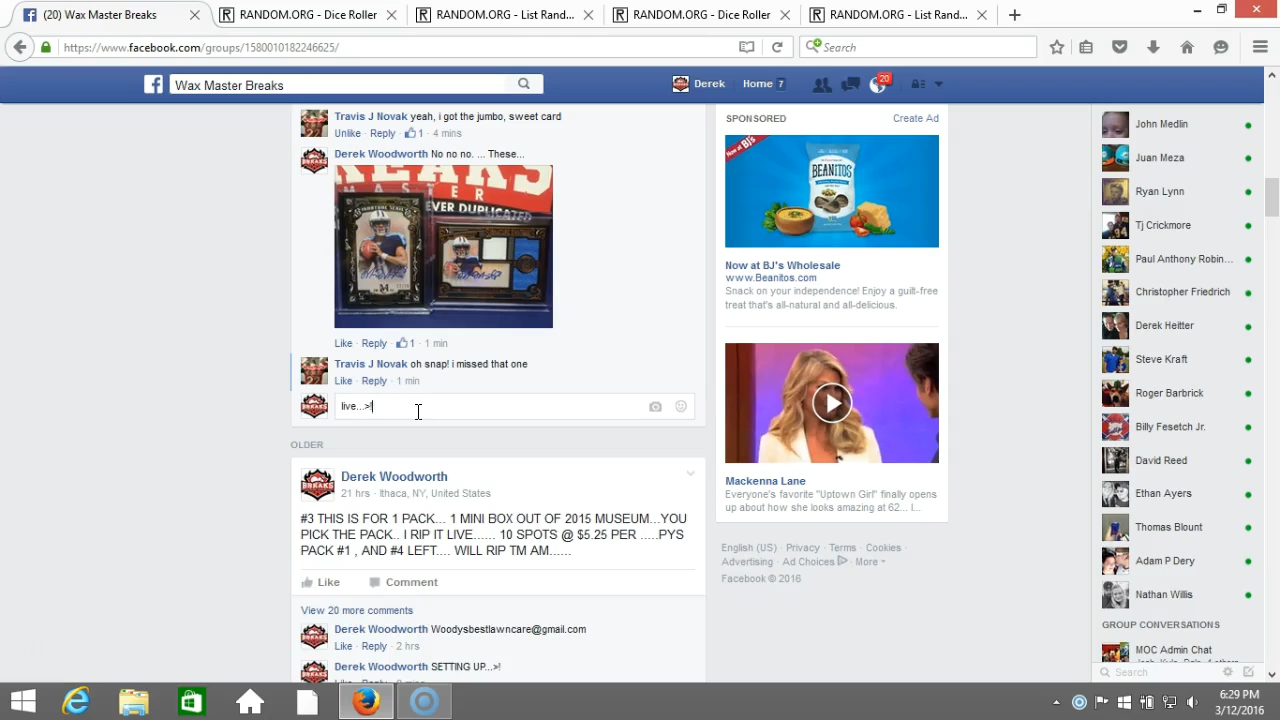 (20) Wax Master Breaks
RANDOM.ORG - Dice Roller
RANDOM.ORG - List Rand...
RANDOM.ORG - Dice Roller
RANDOM.ORG - List Rand...
https://www.facebook.com/groups/1580010182246625/
Search
Wax Master Breaks
Derek
Home 7
20
Travis J Novak yeah, i got the jumbo, sweet card
Unlike · Reply · 1 · 4 mins
Derek Woodworth No no no. ... These...
BREAKS
MASTER
EVER DUPLICATED
Like · Reply · 1 · 1 min
Travis J Novak oh snap! i missed that one
Like · Reply · 1 min
live...>!
OLDER
Derek Woodworth
21 hrs · Ithaca, NY, United States
#3 THIS IS FOR 1 PACK... 1 MINI BOX OUT OF 2015 MUSEUM...YOU
PICK THE PACK.. I RIP IT LIVE...... 10 SPOTS @ $5.25 PER .....PYS
PACK #1 , AND #4 LEFT.... WILL RIP TM AM......
Like
Comment
View 20 more comments
Derek Woodworth Woodysbestlawncare@gmail.com
Like · Reply · 2 hrs
Derek Woodworth SETTING UP...>!
SPONSORED
Create Ad
Now at BJ's
BEANITOS
Now at BJ's Wholesale
www.Beanitos.com
Snack on your independence! Enjoy a guilt-free
treat that's all-natural and all-delicious.
Mackenna Lane
Everyone's favorite "Uptown Girl" finally opens
up about how she looks amazing at 62... I...
English (US) · Privacy · Terms · Cookies ·
Advertising · Ad Choices · More
Facebook © 2016
John Medlin
Juan Meza
Ryan Lynn
Tj Crickmore
Paul Anthony Robin...
Christopher Friedrich
Derek Heitter
Steve Kraft
Roger Barbrick
Billy Fesetch Jr.
David Reed
Ethan Ayers
Thomas Blount
Adam P Dery
Nathan Willis
GROUP CONVERSATIONS
MOC Admin Chat
Search
6:29 PM
3/12/2016